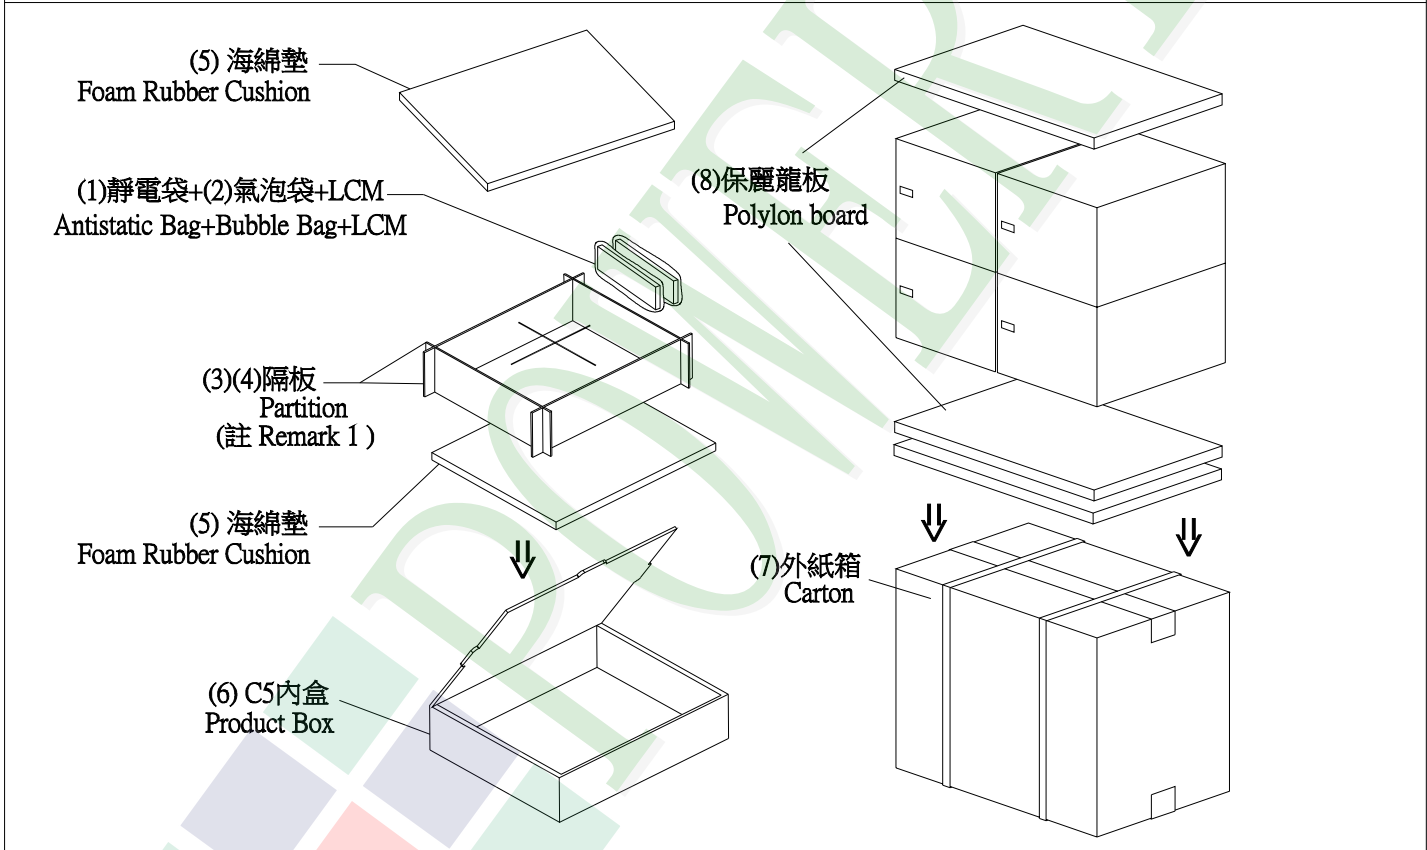 (5) 海綿墊
Foam Rubber Cushion
(1)靜電袋+(2)氣泡袋+LCM
Antistatic Bag+Bubble Bag+LCM
(3)(4)隔板
Partition
(註 Remark 1 )
(5) 海綿墊
Foam Rubber Cushion
(6) C5內盒
Product Box
(8)保麗龍板
Polylon board
(7)外紙箱
Carton
POWER